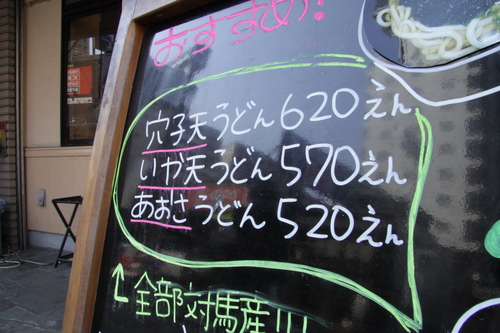 おすすめ!
穴子天うどん620えん
いか天うどん570えん
あおさうどん520えん
全部対馬産!!!